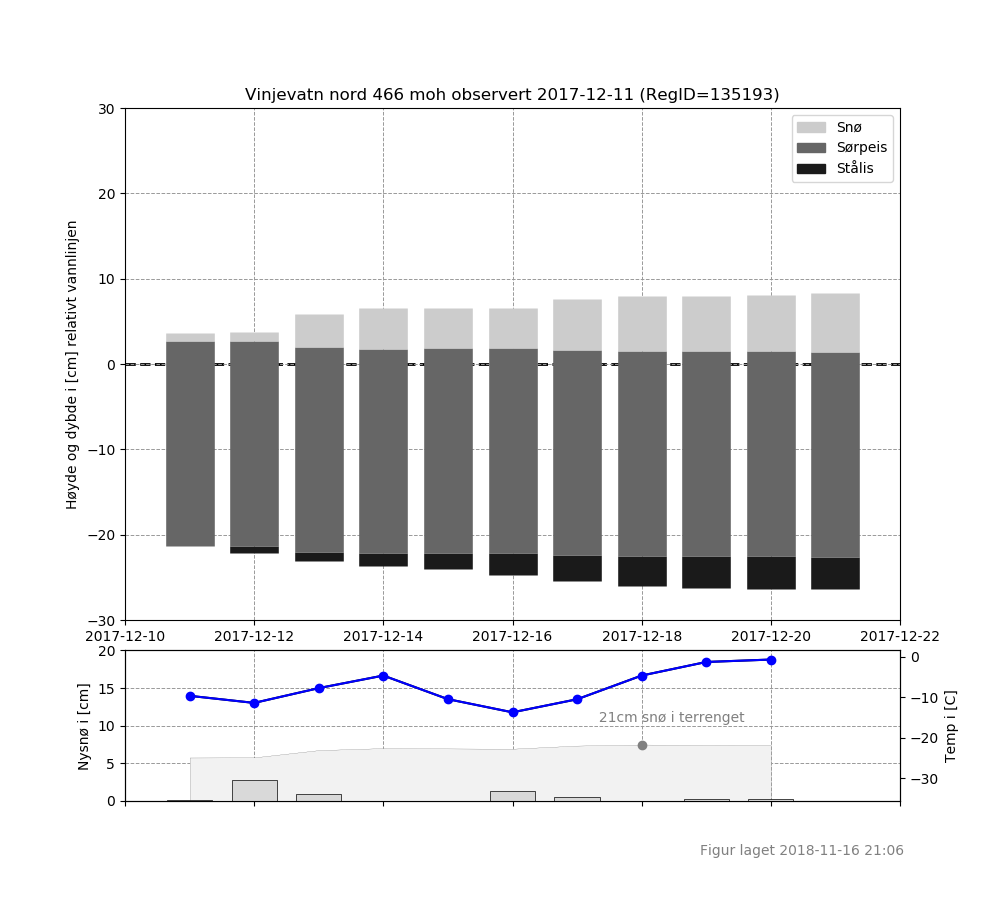 Vinjevatn nord 466 moh observert 2017-12-11 (RegID=135193)
Snø
Sørpeis
Stålis
Høyde og dybde i [cm] relativt vannlinjen
30
20
10
0
−10
−20
−30
2017-12-10 2017-12-12 2017-12-14 2017-12-16 2017-12-18 2017-12-20 2017-12-22
Nysnø i [cm]
20
15
10
5
0
21cm snø i terrenget
0
−10
−20
−30
Temp i [C]
Figur laget 2018-11-16 21:06